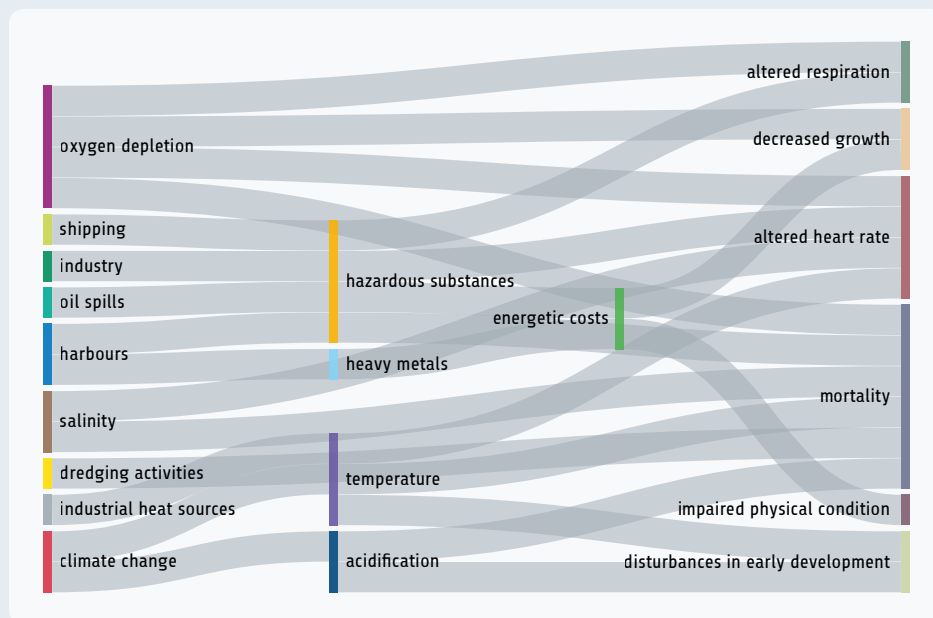 oxygen depletion
shipping
industry
oil spills
harbours
salinity
dredging activities
industrial heat sources
climate change
hazardous substances
heavy metals
temperature
acidification
energetic costs
altered respiration
decreased growth
altered heart rate
mortality
impaired physical condition
disturbances in early development